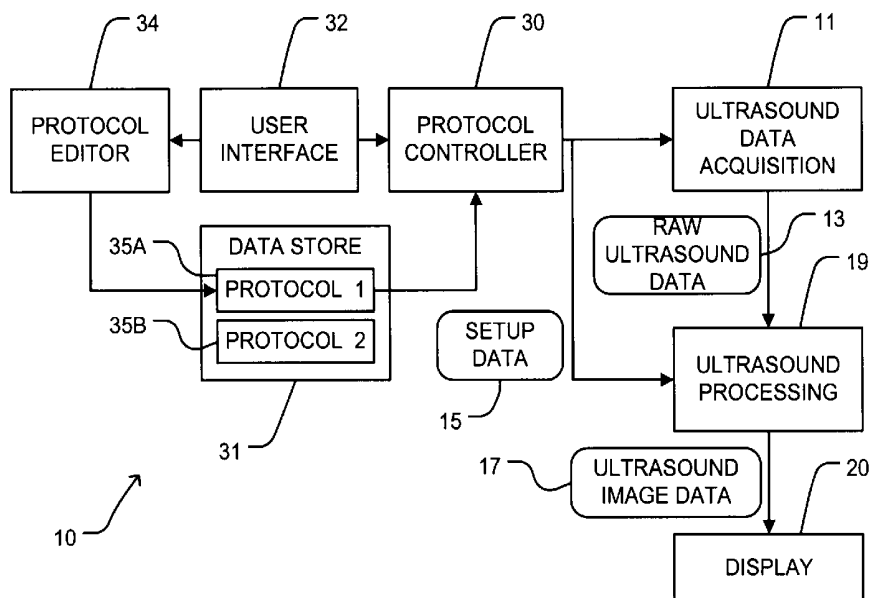 34
32
30
11
PROTOCOL
EDITOR
USER
INTERFACE
PROTOCOL
CONTROLLER
ULTRASOUND
DATA
ACQUISITION
35A
DATA STORE
PROTOCOL 1
35B
PROTOCOL 2
31
RAW
ULTRASOUND
DATA
13
19
SETUP
DATA
15
ULTRASOUND
PROCESSING
17
ULTRASOUND
IMAGE DATA
20
10
DISPLAY